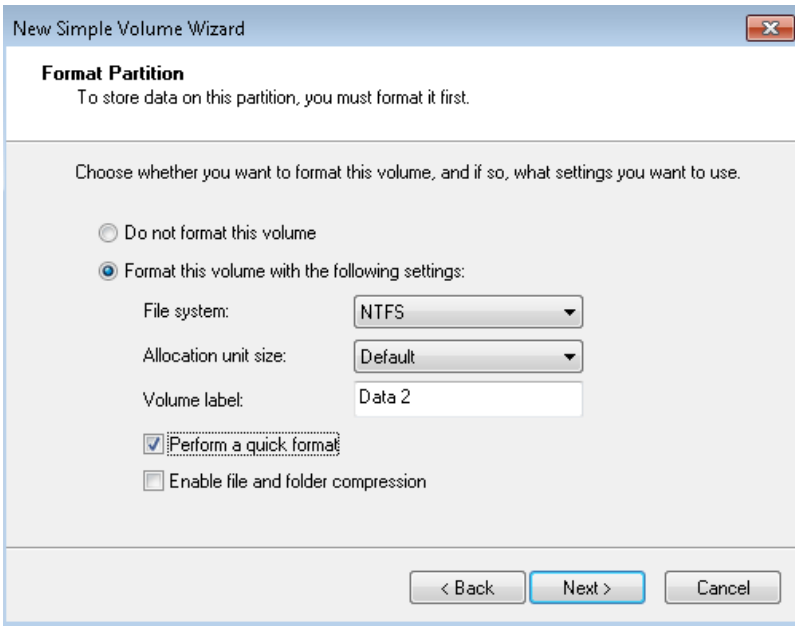 New Simple Volume Wizard
Format Partition
To store data on this partition, you must format it first.
Choose whether you want to format this volume, and if so, what settings you want to use.
Do not format this volume
Format this volume with the following settings:
File system: NTFS
Allocation unit size: Default
Volume label: Data 2
Perform a quick format
Enable file and folder compression
< Back Next > Cancel